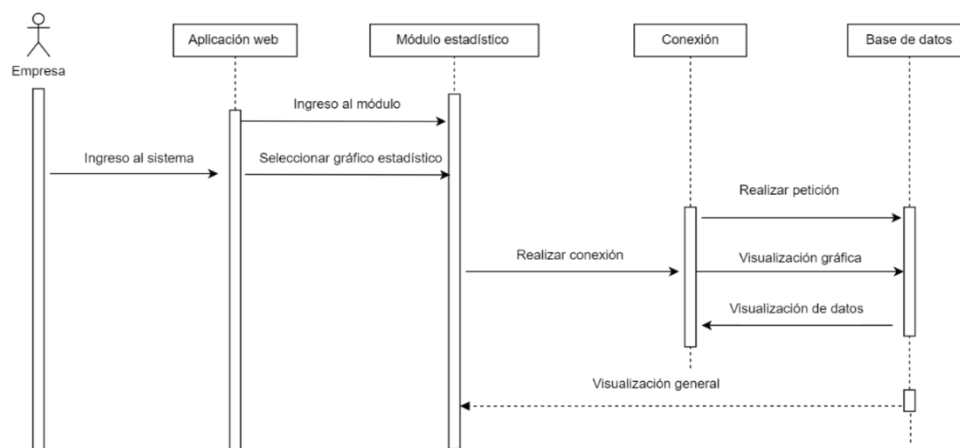 Aplicación web
Módulo estadístico
Conexión
Base de datos
Empresa
Ingreso al módulo
Ingreso al sistema
Seleccionar gráfico estadístico
Realizar petición
Realizar conexión
Visualización gráfica
Visualización de datos
Visualización general